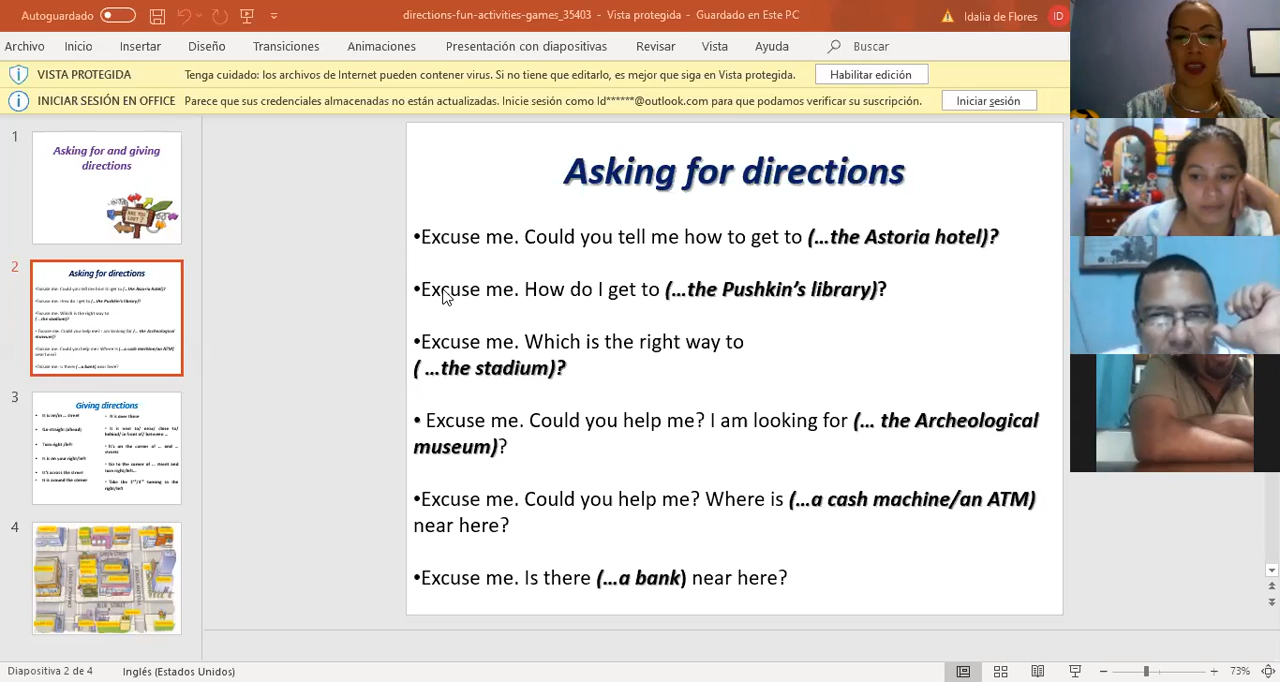 Autoguardado
directions-fun-activities-games_35403 - Vista protegida - Guardado en Este PC
Idalia de Flores
ID
Archivo Inicio Insertar Diseño Transiciones Animaciones Presentación con diapositivas Revisar Vista Ayuda Buscar
VISTA PROTEGIDA Tenga cuidado: los archivos de Internet pueden contener virus. Si no tiene que editarlo, es mejor que siga en Vista protegida. Habilitar edición
INICIAR SESIÓN EN OFFICE Parece que sus credenciales almacenadas no están actualizadas. Inicie sesión como Id******@outlook.com para que podamos verificar su suscripción. Iniciar sesión
1
Asking for and giving
directions
2
Asking for directions
3
Giving directions
4
Asking for directions
•Excuse me. Could you tell me how to get to (...the Astoria hotel)?
•Excuse me. How do I get to (...the Pushkin's library)?
•Excuse me. Which is the right way to
( ...the stadium)?
• Excuse me. Could you help me? I am looking for (... the Archeological
museum)?
•Excuse me. Could you help me? Where is (...a cash machine/an ATM)
near here?
•Excuse me. Is there (...a bank) near here?
Diapositiva 2 de 4 Inglés (Estados Unidos) 73%